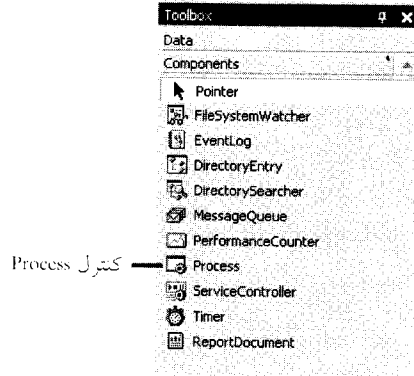 Toolbox
Data
Components
Pointer
FileSystemWatcher
EventLog
DirectoryEntry
DirectorySearcher
MessageQueue
PerformanceCounter
کنترل Process
Process
ServiceController
Timer
ReportDocument